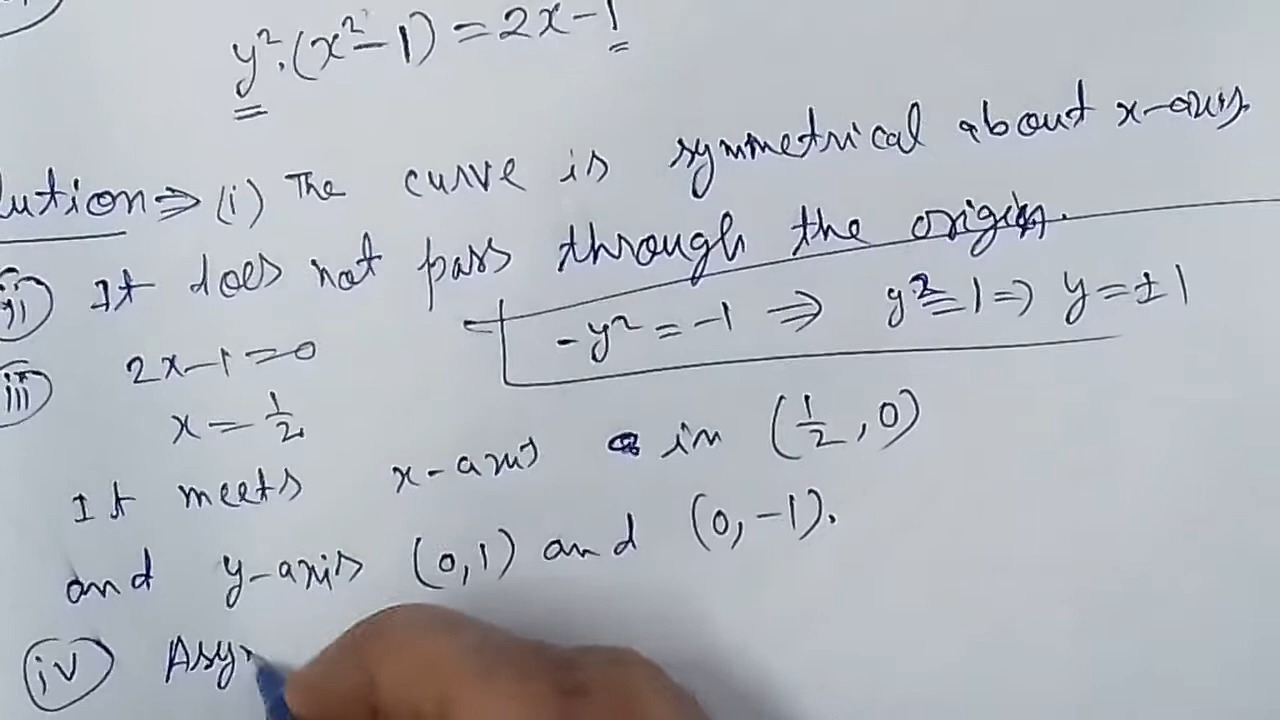 y².(x²-1) = 2x-1
lution ⇒ (i) The curve is symmetrical about x-axis
(ii) It does not pass through the origin.
-y² = -1 ⇒ y² = 1 ⇒ y = ±1
(iii) 2x-1=0
x = 1/2
It meets x-axis in (1/2, 0)
and y-axis (0,1) and (0,-1).
(iv) Asy